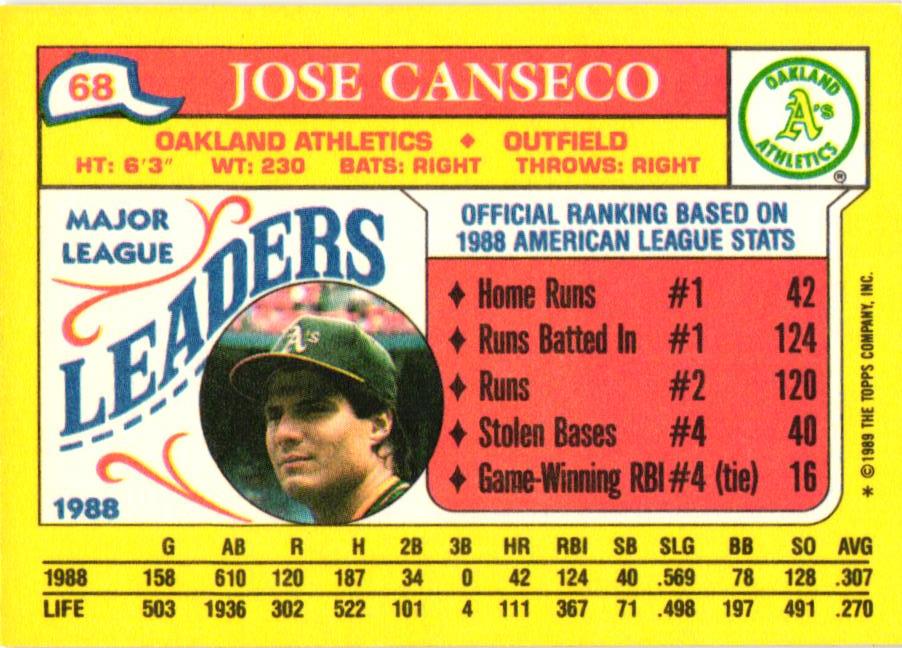 68
JOSE CANSECO
OAKLAND
A's
ATHLETICS
®
OAKLAND ATHLETICS ♦ OUTFIELD
HT: 6'3" WT: 230 BATS: RIGHT THROWS: RIGHT
MAJOR
LEAGUE
LEADERS
1988
A's
OFFICIAL RANKING BASED ON
1988 AMERICAN LEAGUE STATS
♦ Home Runs #1 42
♦ Runs Batted In #1 124
♦ Runs #2 120
♦ Stolen Bases #4 40
♦ Game-Winning RBI #4 (tie) 16
* © 1989 THE TOPPS COMPANY, INC.
G AB R H 2B 3B HR RBI SB SLG BB SO AVG
1988 158 610 120 187 34 0 42 124 40 .569 78 128 .307
LIFE 503 1936 302 522 101 4 111 367 71 .498 197 491 .270